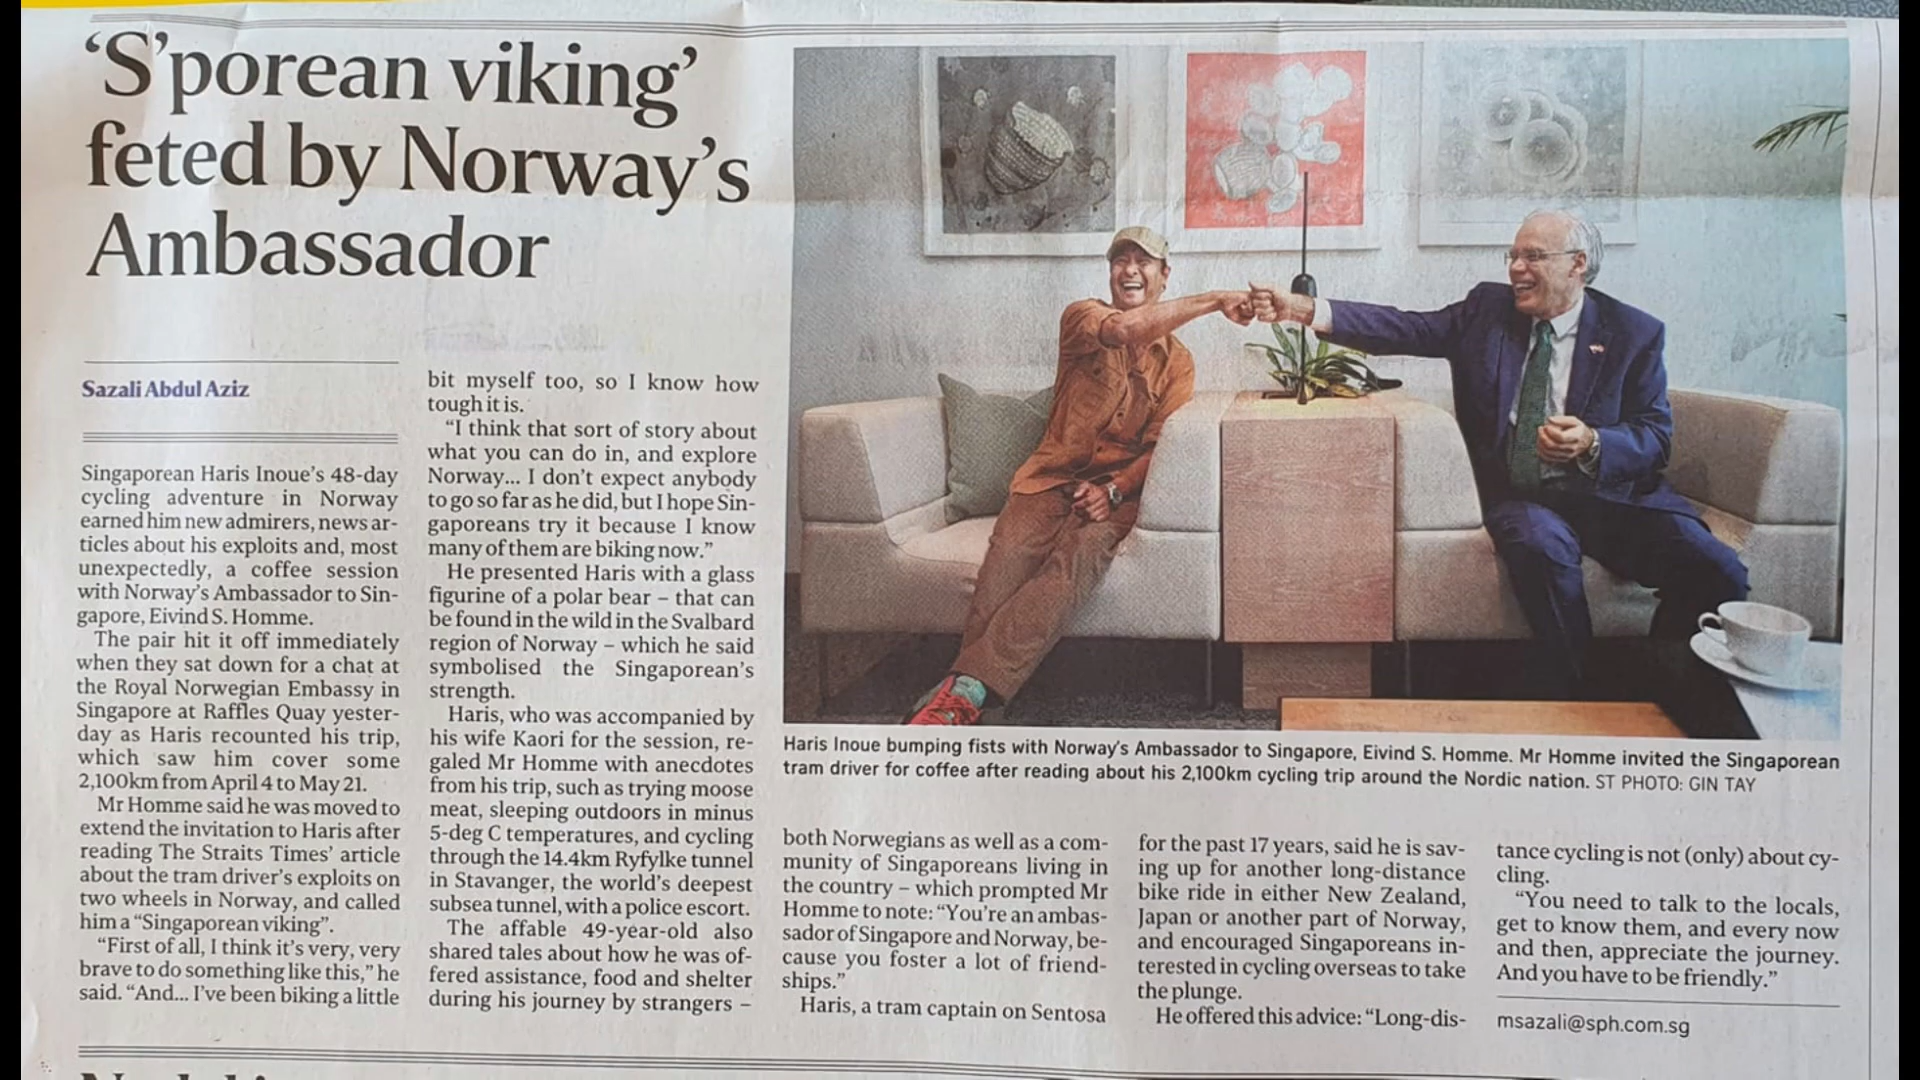 ‘S’porean viking’
feted by Norway’s
Ambassador
Sazali Abdul Aziz
Singaporean Haris Inoue’s 48-day
cycling adventure in Norway
earned him new admirers, news ar-
ticles about his exploits and, most
unexpectedly, a coffee session
with Norway’s Ambassador to Sin-
gapore, Eivind S. Homme.
The pair hit it off immediately
when they sat down for a chat at
the Royal Norwegian Embassy in
Singapore at Raffles Quay yester-
day as Haris recounted his trip,
which saw him cover some
2,100km from April 4 to May 21.
Mr Homme said he was moved to
extend the invitation to Haris after
reading The Straits Times’ article
about the tram driver’s exploits on
two wheels in Norway, and called
him a “Singaporean viking”.
“First of all, I think it’s very, very
brave to do something like this,” he
said. “And... I’ve been biking a little
bit myself too, so I know how
tough it is.
“I think that sort of story about
what you can do in, and explore
Norway... I don’t expect anybody
to go so far as he did, but I hope Sin-
gaporeans try it because I know
many of them are biking now.”
He presented Haris with a glass
figurine of a polar bear – that can
be found in the wild in the Svalbard
region of Norway – which he said
symbolised the Singaporean’s
strength.
Haris, who was accompanied by
his wife Kaori for the session, re-
galed Mr Homme with anecdotes
from his trip, such as trying moose
meat, sleeping outdoors in minus
5-deg C temperatures, and cycling
through the 14.4km Ryfylke tunnel
in Stavanger, the world’s deepest
subsea tunnel, with a police escort.
The affable 49-year-old also
shared tales about how he was of-
fered assistance, food and shelter
during his journey by strangers –
Haris Inoue bumping fists with Norway’s Ambassador to Singapore, Eivind S. Homme. Mr Homme invited the Singaporean
tram driver for coffee after reading about his 2,100km cycling trip around the Nordic nation. ST PHOTO: GIN TAY
both Norwegians as well as a com-
munity of Singaporeans living in
the country – which prompted Mr
Homme to note: “You’re an ambas-
sador of Singapore and Norway, be-
cause you foster a lot of friend-
ships.”
Haris, a tram captain on Sentosa
for the past 17 years, said he is sav-
ing up for another long-distance
bike ride in either New Zealand,
Japan or another part of Norway,
and encouraged Singaporeans in-
terested in cycling overseas to take
the plunge.
He offered this advice: “Long-dis-
tance cycling is not (only) about cy-
cling.
“You need to talk to the locals,
get to know them, and every now
and then, appreciate the journey.
And you have to be friendly.”
msazali@sph.com.sg